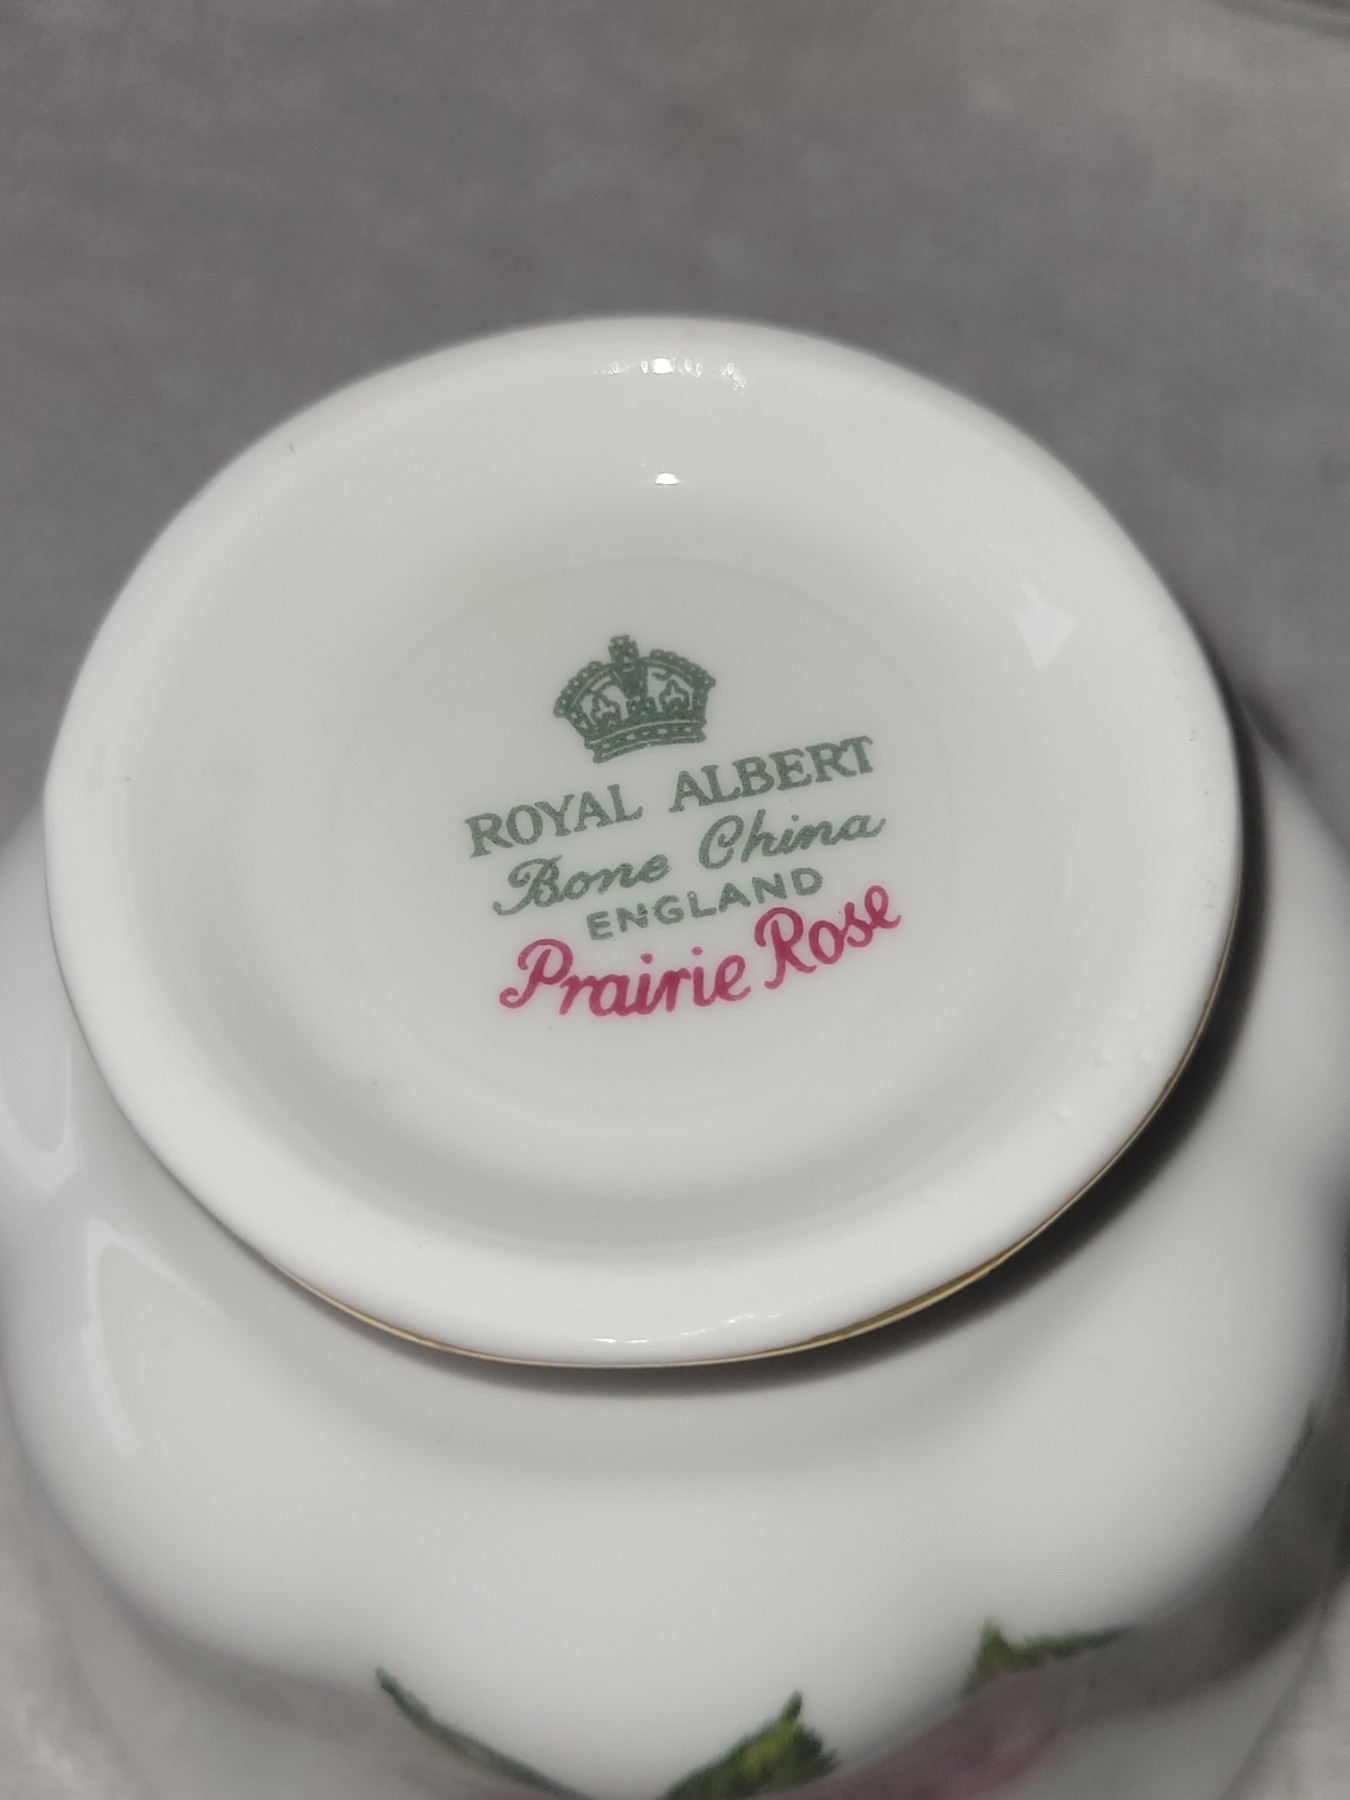 ROYAL ALBERT
Bone China
ENGLAND
Prairie Rose